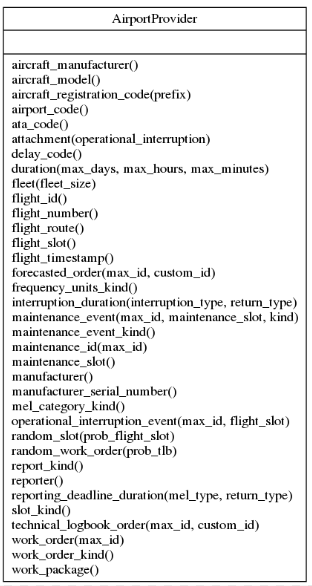 AirportProvider
aircraft_manufacturer()
aircraft_model()
aircraft_registration_code(prefix)
airport_code()
ata_code()
attachment(operational_interruption)
delay_code()
duration(max_days, max_hours, max_minutes)
fleet(fleet_size)
flight_id()
flight_number()
flight_route()
flight_slot()
flight_timestamp()
forecasted_order(max_id, custom_id)
frequency_units_kind()
interruption_duration(interruption_type, return_type)
maintenance_event(max_id, maintenance_slot, kind)
maintenance_event_kind()
maintenance_id(max_id)
maintenance_slot()
manufacturer()
manufacturer_serial_number()
mel_category_kind()
operational_interruption_event(max_id, flight_slot)
random_slot(prob_flight_slot)
random_work_order(prob_tlb)
report_kind()
reporter()
reporting_deadline_duration(mel_type, return_type)
slot_kind()
technical_logbook_order(max_id, custom_id)
work_order(max_id)
work_order_kind()
work_package()